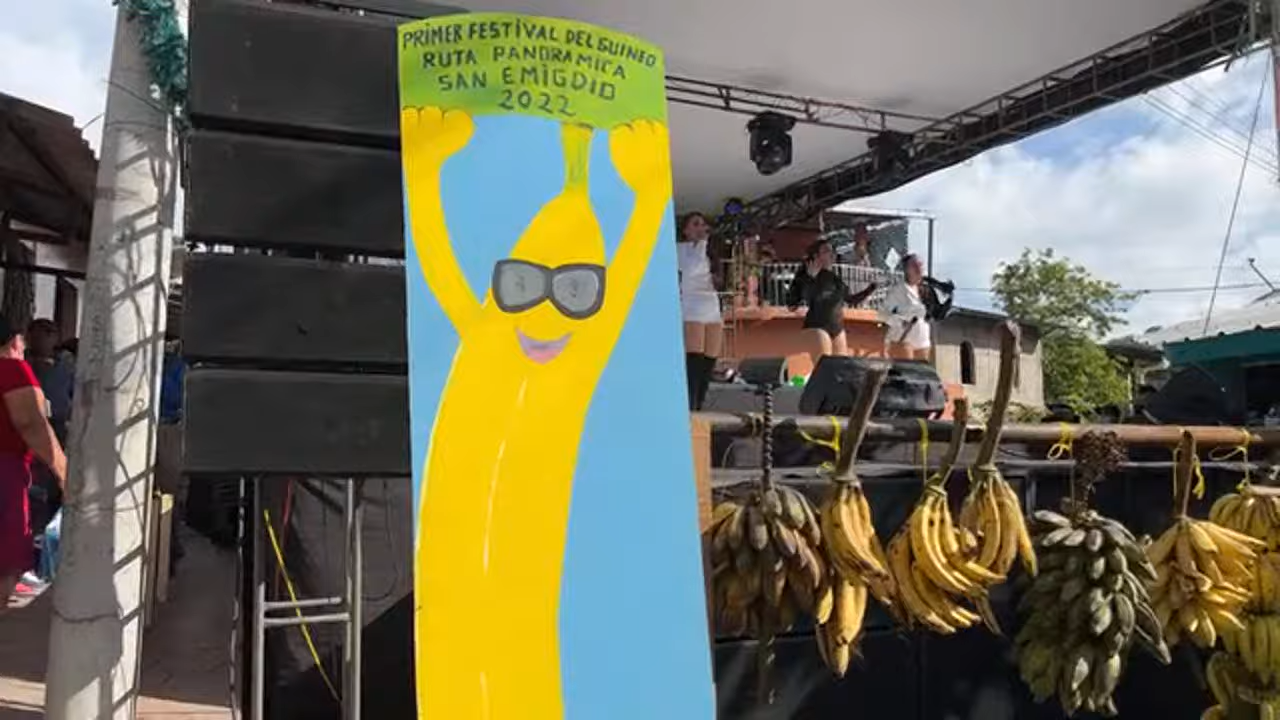 PRIMER FESTIVAL DEL GUINEO
RUTA PANORAMICA
SAN EMIGDIO
2022